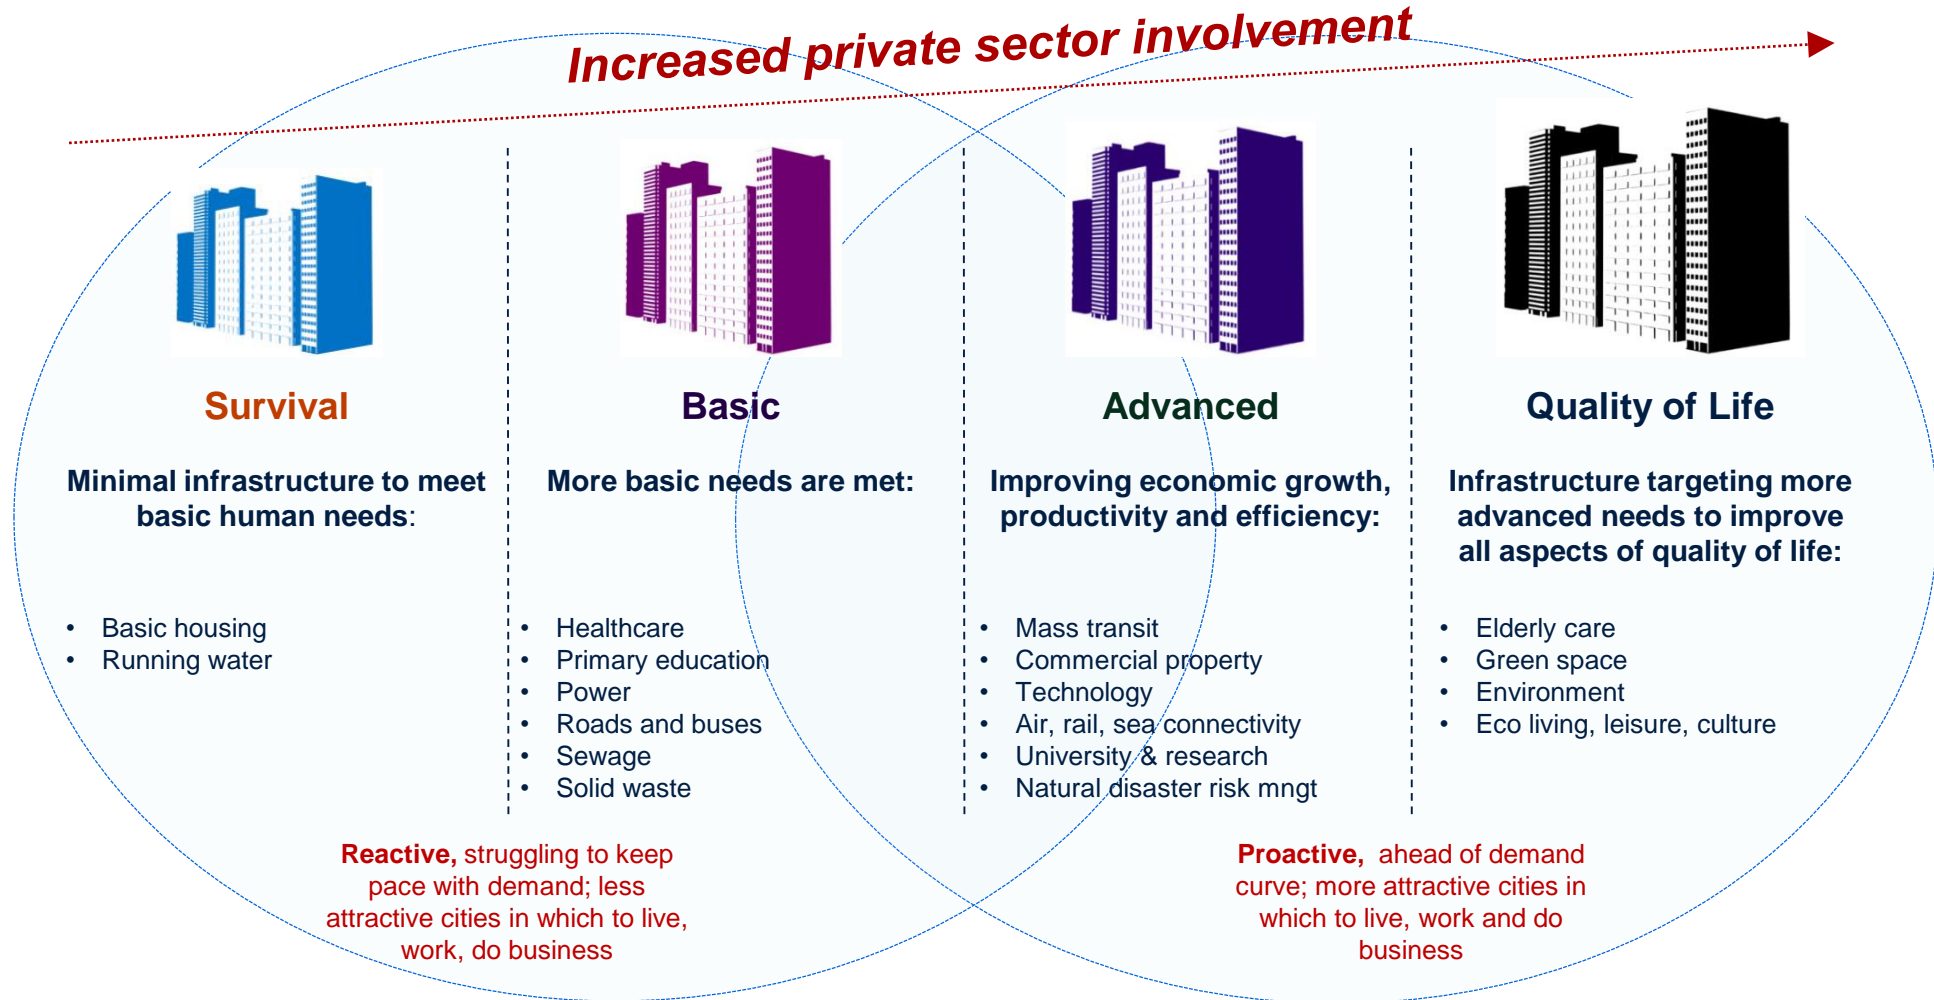 Increased private sector involvement
Survival
Minimal infrastructure to meet
basic human needs:
• Basic housing
• Running water
Basic
More basic needs are met:
• Healthcare
• Primary education
• Power
• Roads and buses
• Sewage
• Solid waste
Advanced
Improving economic growth,
productivity and efficiency:
• Mass transit
• Commercial property
• Technology
• Air, rail, sea connectivity
• University & research
• Natural disaster risk mngt
Quality of Life
Infrastructure targeting more
advanced needs to improve
all aspects of quality of life:
• Elderly care
• Green space
• Environment
• Eco living, leisure, culture
Reactive, struggling to keep
pace with demand; less
attractive cities in which to live,
work, do business
Proactive, ahead of demand
curve; more attractive cities in
which to live, work and do
business